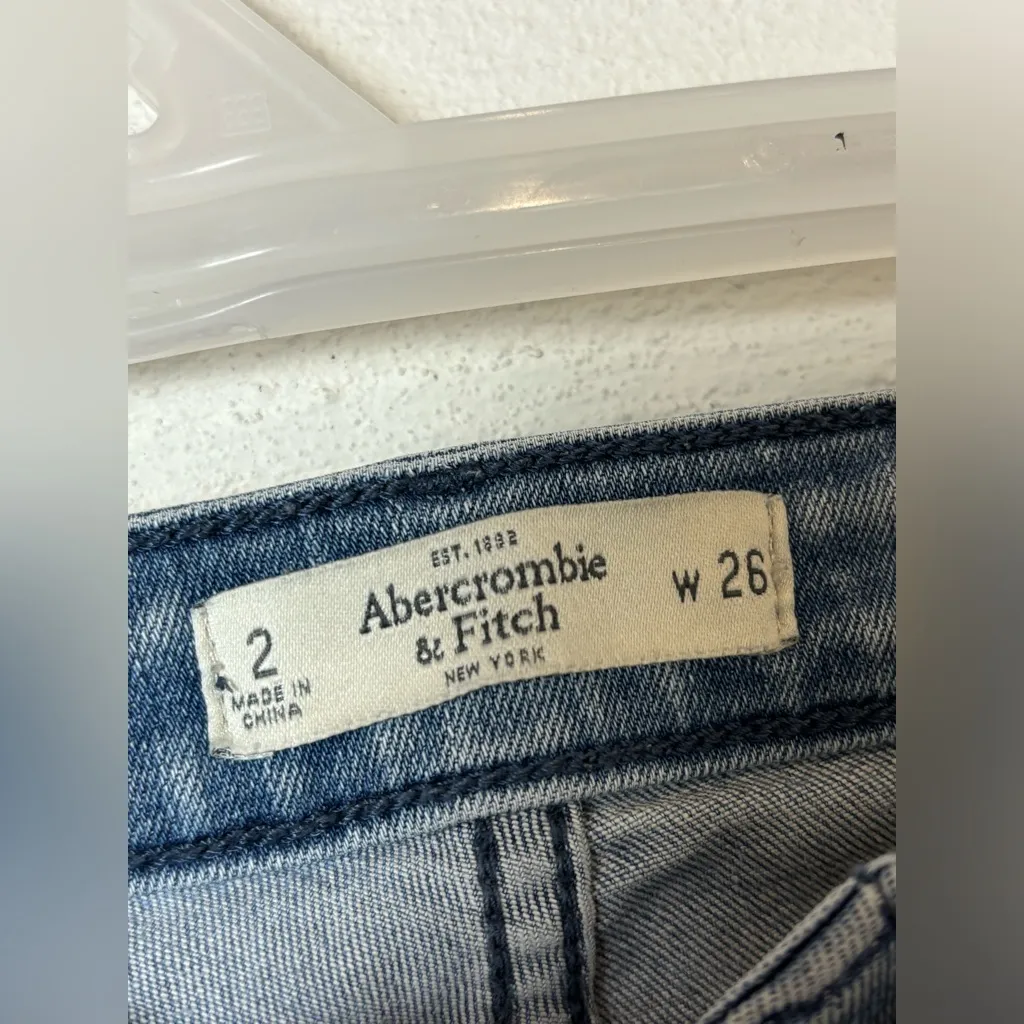 EST. 1892
Abercrombie
& Fitch
NEW YORK
2
MADE IN
CHINA
W 26